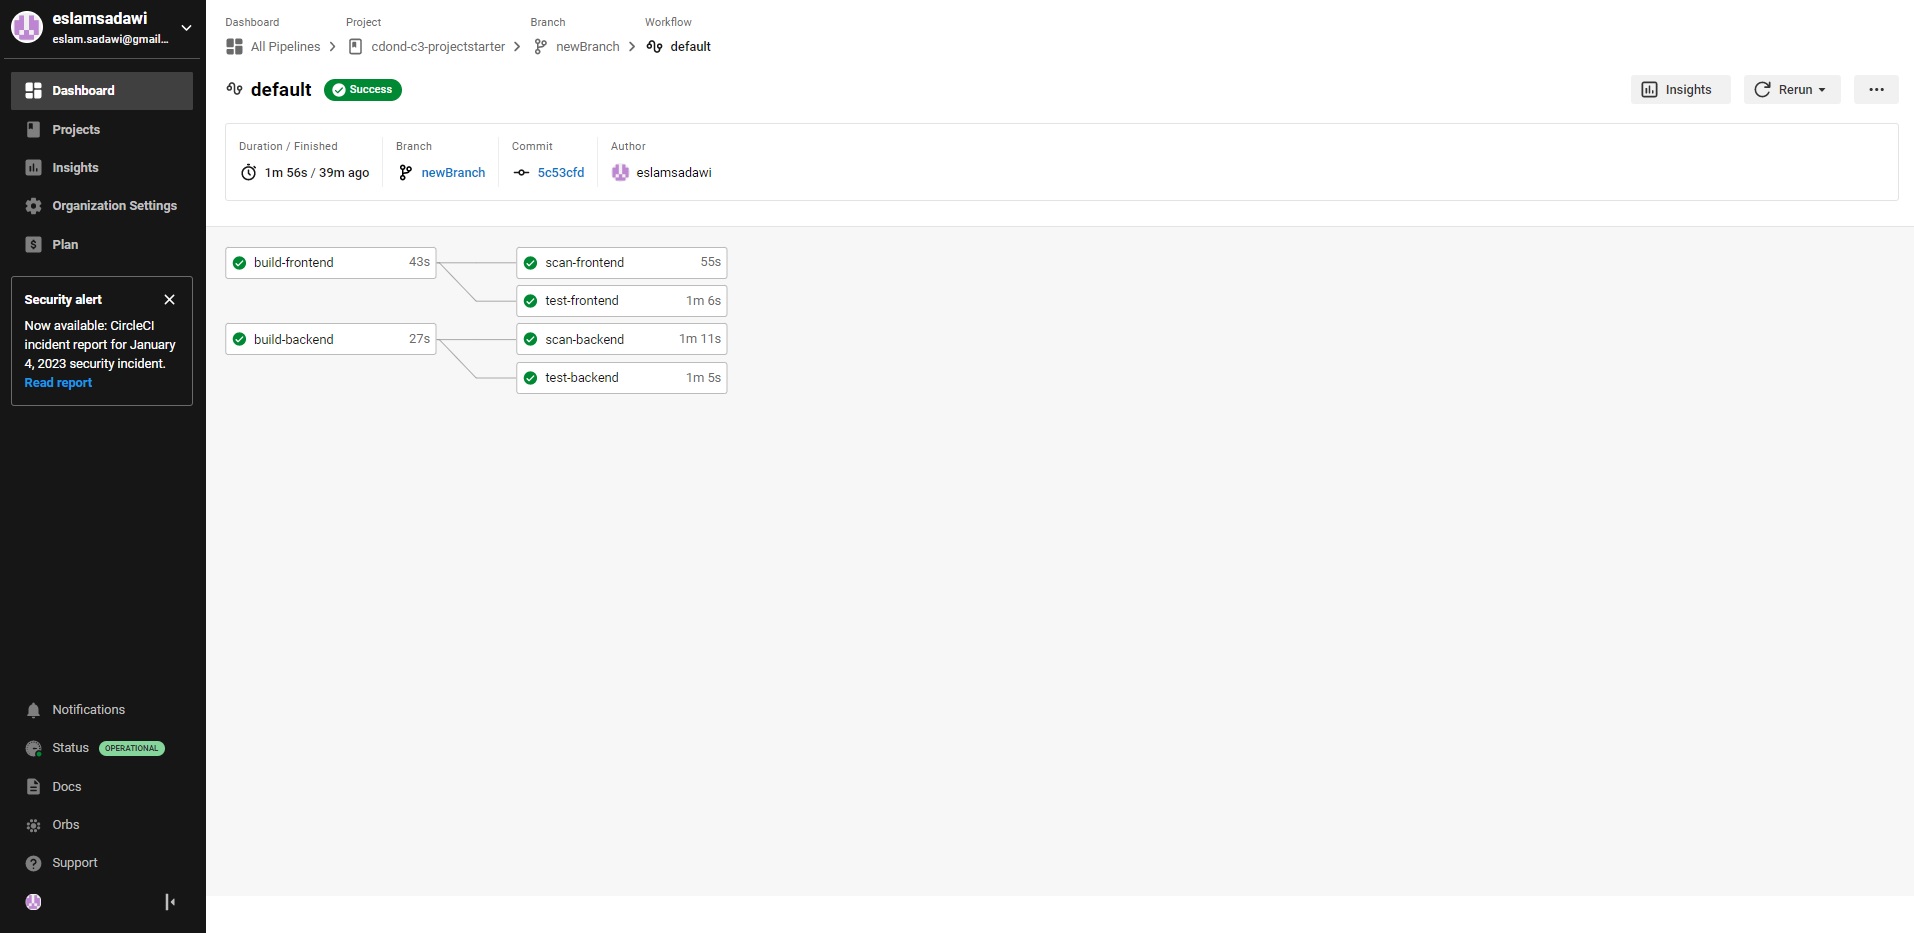 eslamsadawi
eslam.sadawi@gmail...
Dashboard
Projects
Insights
Organization Settings
Plan
Security alert
Now available: CircleCI
incident report for January
4, 2023 security incident.
Read report
Notifications
Status OPERATIONAL
Docs
Orbs
Support
Dashboard Project Branch Workflow
All Pipelines cdond-c3-projectstarter newBranch default
default Success
Insights Rerun
Duration / Finished Branch Commit Author
1m 56s / 39m ago newBranch 5c53cfd eslamsadawi
build-frontend 43s scan-frontend 55s
test-frontend 1m 6s
build-backend 27s scan-backend 1m 11s
test-backend 1m 5s